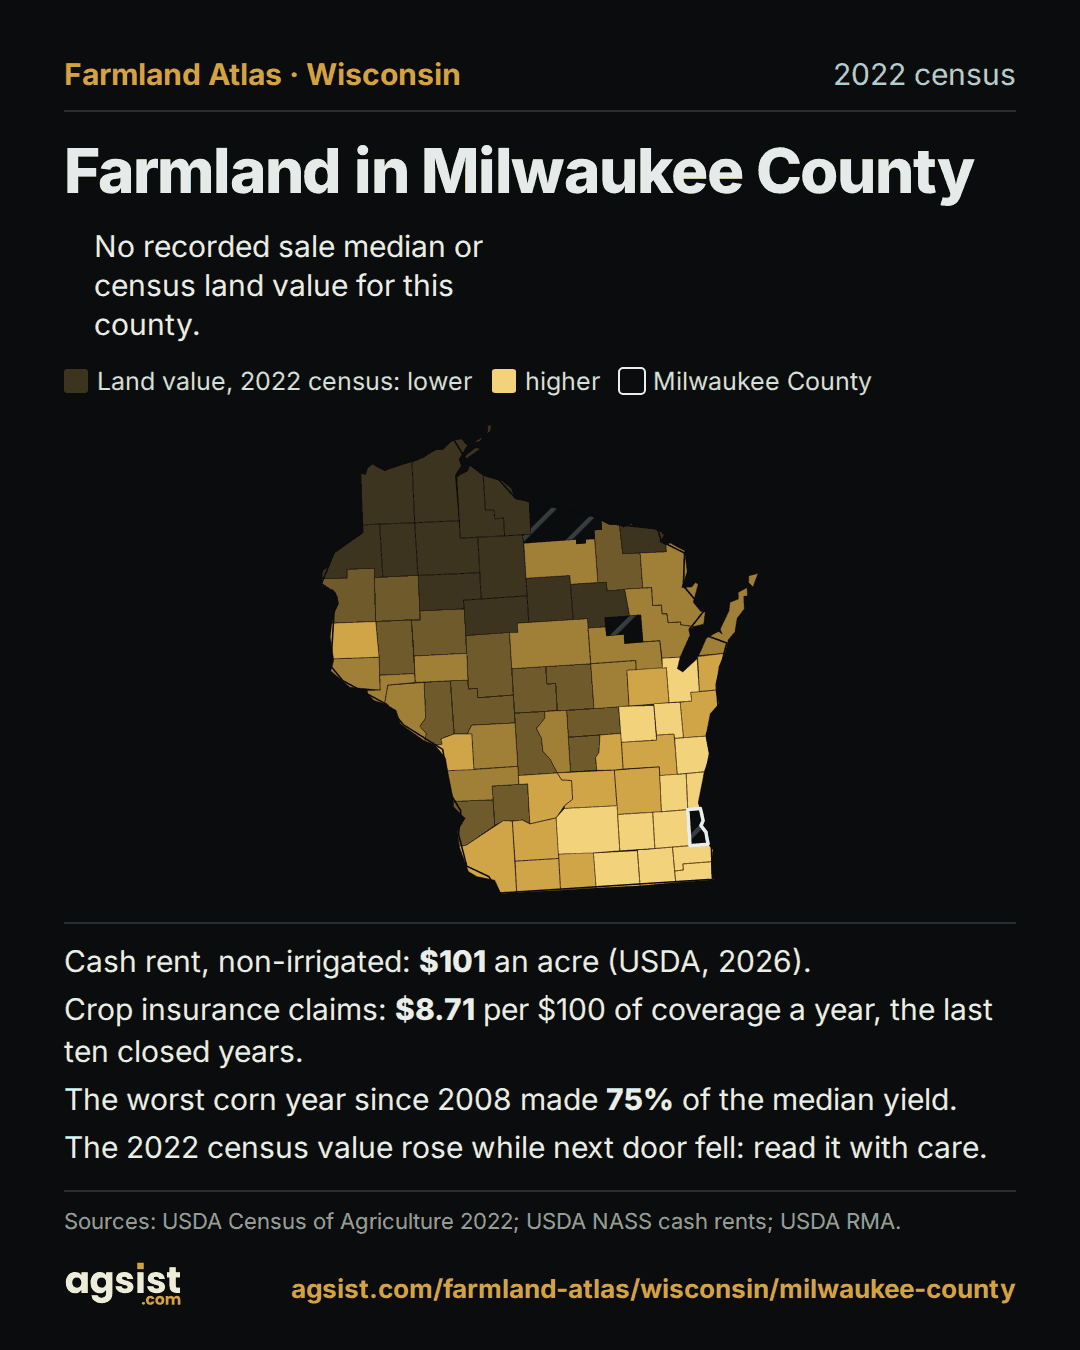 Farmland Atlas · Wisconsin
2022 census
Farmland in Milwaukee County
No recorded sale median or
census land value for this
county.
Land value, 2022 census: lower
higher
Milwaukee County
Cash rent, non-irrigated: $101 an acre (USDA, 2026).
Crop insurance claims: $8.71 per $100 of coverage a year, the last
ten closed years.
The worst corn year since 2008 made 75% of the median yield.
The 2022 census value rose while next door fell: read it with care.
Sources: USDA Census of Agriculture 2022; USDA NASS cash rents; USDA RMA.
agsist
.com
agsist.com/farmland-atlas/wisconsin/milwaukee-county